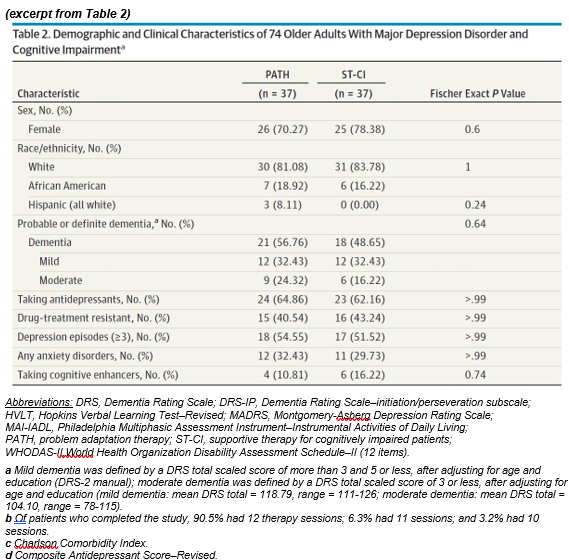 (excerpt from Table 2)
Table 2. Demographic and Clinical Characteristics of 74 Older Adults With Major Depression Disorder and
Cognitive Impairmentᵃ
PATH ST-CI
Characteristic (n = 37) (n = 37) Fischer Exact P Value
Sex, No. (%)
Female 26 (70.27) 25 (78.38) 0.6
Race/ethnicity, No. (%)
White 30 (81.08) 31 (83.78) 1
African American 7 (18.92) 6 (16.22)
Hispanic (all white) 3 (8.11) 0 (0.00) 0.24
Probable or definite dementia,ᵃ No. (%) 0.64
Dementia 21 (56.76) 18 (48.65)
Mild 12 (32.43) 12 (32.43)
Moderate 9 (24.32) 6 (16.22)
Taking antidepressants, No. (%) 24 (64.86) 23 (62.16) >.99
Drug-treatment resistant, No. (%) 15 (40.54) 16 (43.24) >.99
Depression episodes (≥3), No. (%) 18 (54.55) 17 (51.52) >.99
Any anxiety disorders, No. (%) 12 (32.43) 11 (29.73) >.99
Taking cognitive enhancers, No. (%) 4 (10.81) 6 (16.22) 0.74
Abbreviations: DRS, Dementia Rating Scale; DRS-IP, Dementia Rating Scale–initiation/perseveration subscale;
HVLT, Hopkins Verbal Learning Test–Revised; MADRS, Montgomery-Asberg Depression Rating Scale;
MAI-IADL, Philadelphia Multiphasic Assessment Instrument–Instrumental Activities of Daily Living;
PATH, problem adaptation therapy; ST-CI, supportive therapy for cognitively impaired patients;
WHODAS-II,World Health Organization Disability Assessment Schedule–II (12 items).
a Mild dementia was defined by a DRS total scaled score of more than 3 and 5 or less, after adjusting for age and
education (DRS-2 manual); moderate dementia was defined by a DRS total scaled score of 3 or less, after adjusting for
age and education (mild dementia: mean DRS total = 118.79, range = 111-126; moderate dementia: mean DRS total =
104.10, range = 78-115).
b Of patients who completed the study, 90.5% had 12 therapy sessions; 6.3% had 11 sessions; and 3.2% had 10
sessions.
c Charlson Comorbidity Index.
d Composite Antidepressant Score–Revised.